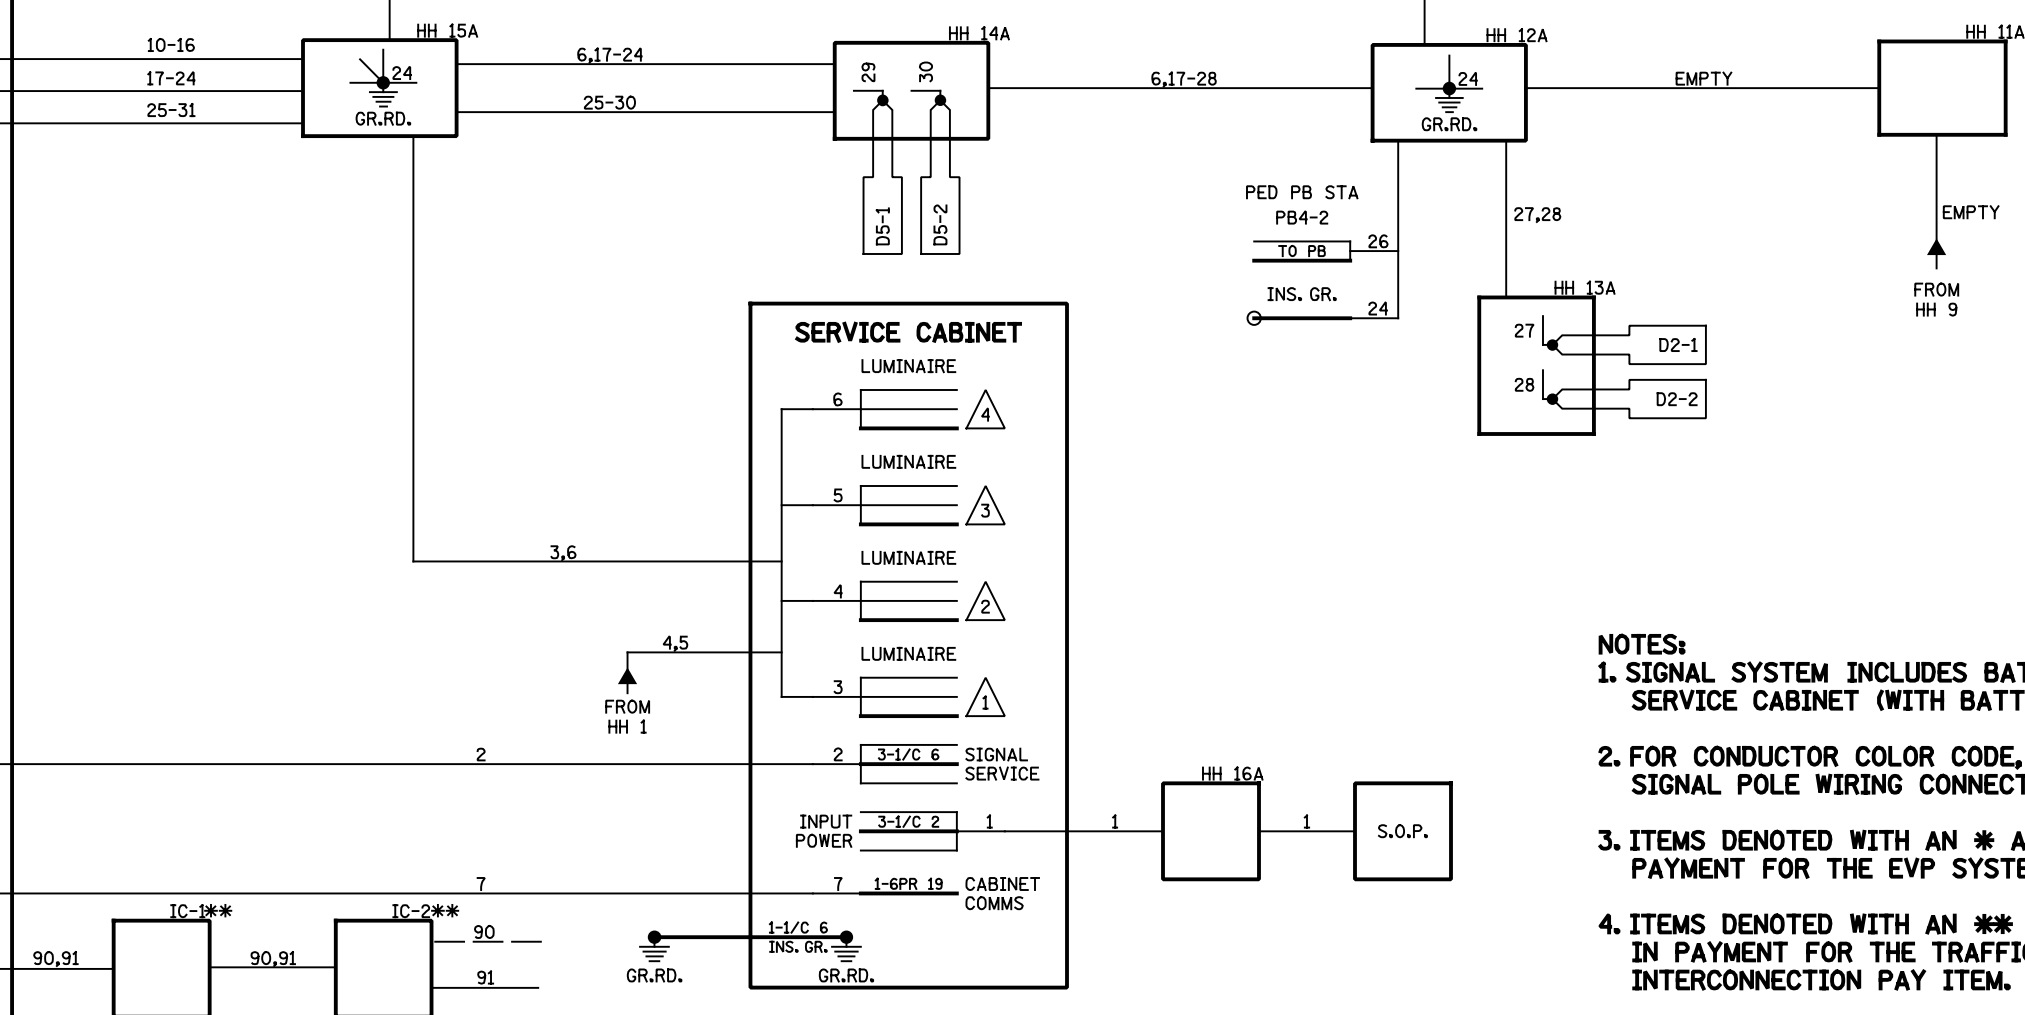 HH 15A
HH 14A
HH 12A
HH 11A
10-16
17-24
25-31
24
GR.RD.
6,17-24
25-30
29
30
D5-1
D5-2
6,17-28
24
GR.RD.
EMPTY
EMPTY
FROM
HH 9
PED PB STA
PB4-2
TO PB
26
INS. GR.
24
27,28
HH 13A
27
D2-1
28
D2-2
SERVICE CABINET
LUMINAIRE
6
4
LUMINAIRE
5
3
LUMINAIRE
4
2
LUMINAIRE
3
1
3,6
4,5
FROM
HH 1
2
2
3-1/C 6
SIGNAL
SERVICE
INPUT
POWER
3-1/C 2
1
1
HH 16A
1
S.O.P.
7
7
1-6PR 19
CABINET
COMMS
1-1/C 6
INS. GR.
GR.RD.
GR.RD.
IC-1**
IC-2**
90,91
90,91
90
91
NOTES:
1. SIGNAL SYSTEM INCLUDES BAT
SERVICE CABINET (WITH BATT
2. FOR CONDUCTOR COLOR CODE,
SIGNAL POLE WIRING CONNECT
3. ITEMS DENOTED WITH AN * A
PAYMENT FOR THE EVP SYSTE
4. ITEMS DENOTED WITH AN **
IN PAYMENT FOR THE TRAFFIC
INTERCONNECTION PAY ITEM.